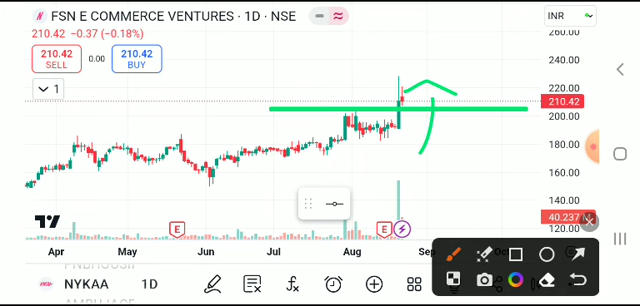 FSN E COMMERCE VENTURES · 1D · NSE
INR
210.42 −0.37 (−0.18%)
260.00
210.42
SELL
0.00
210.42
BUY
240.00
1
220.00
210.42
200.00
180.00
160.00
140.00
40.237
120.00
E
E
Apr
May
Jun
Jul
Aug
Sep
NYKAA
1D